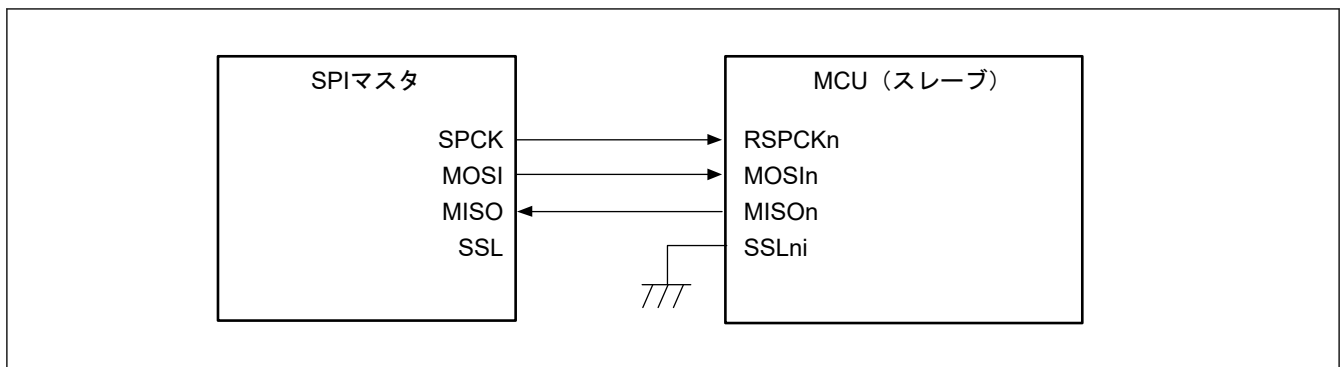 SPIマスタ
MCU（スレーブ）
SPCK
MOSI
MISO
SSL
RSPCKn
MOSIn
MISOn
SSLni